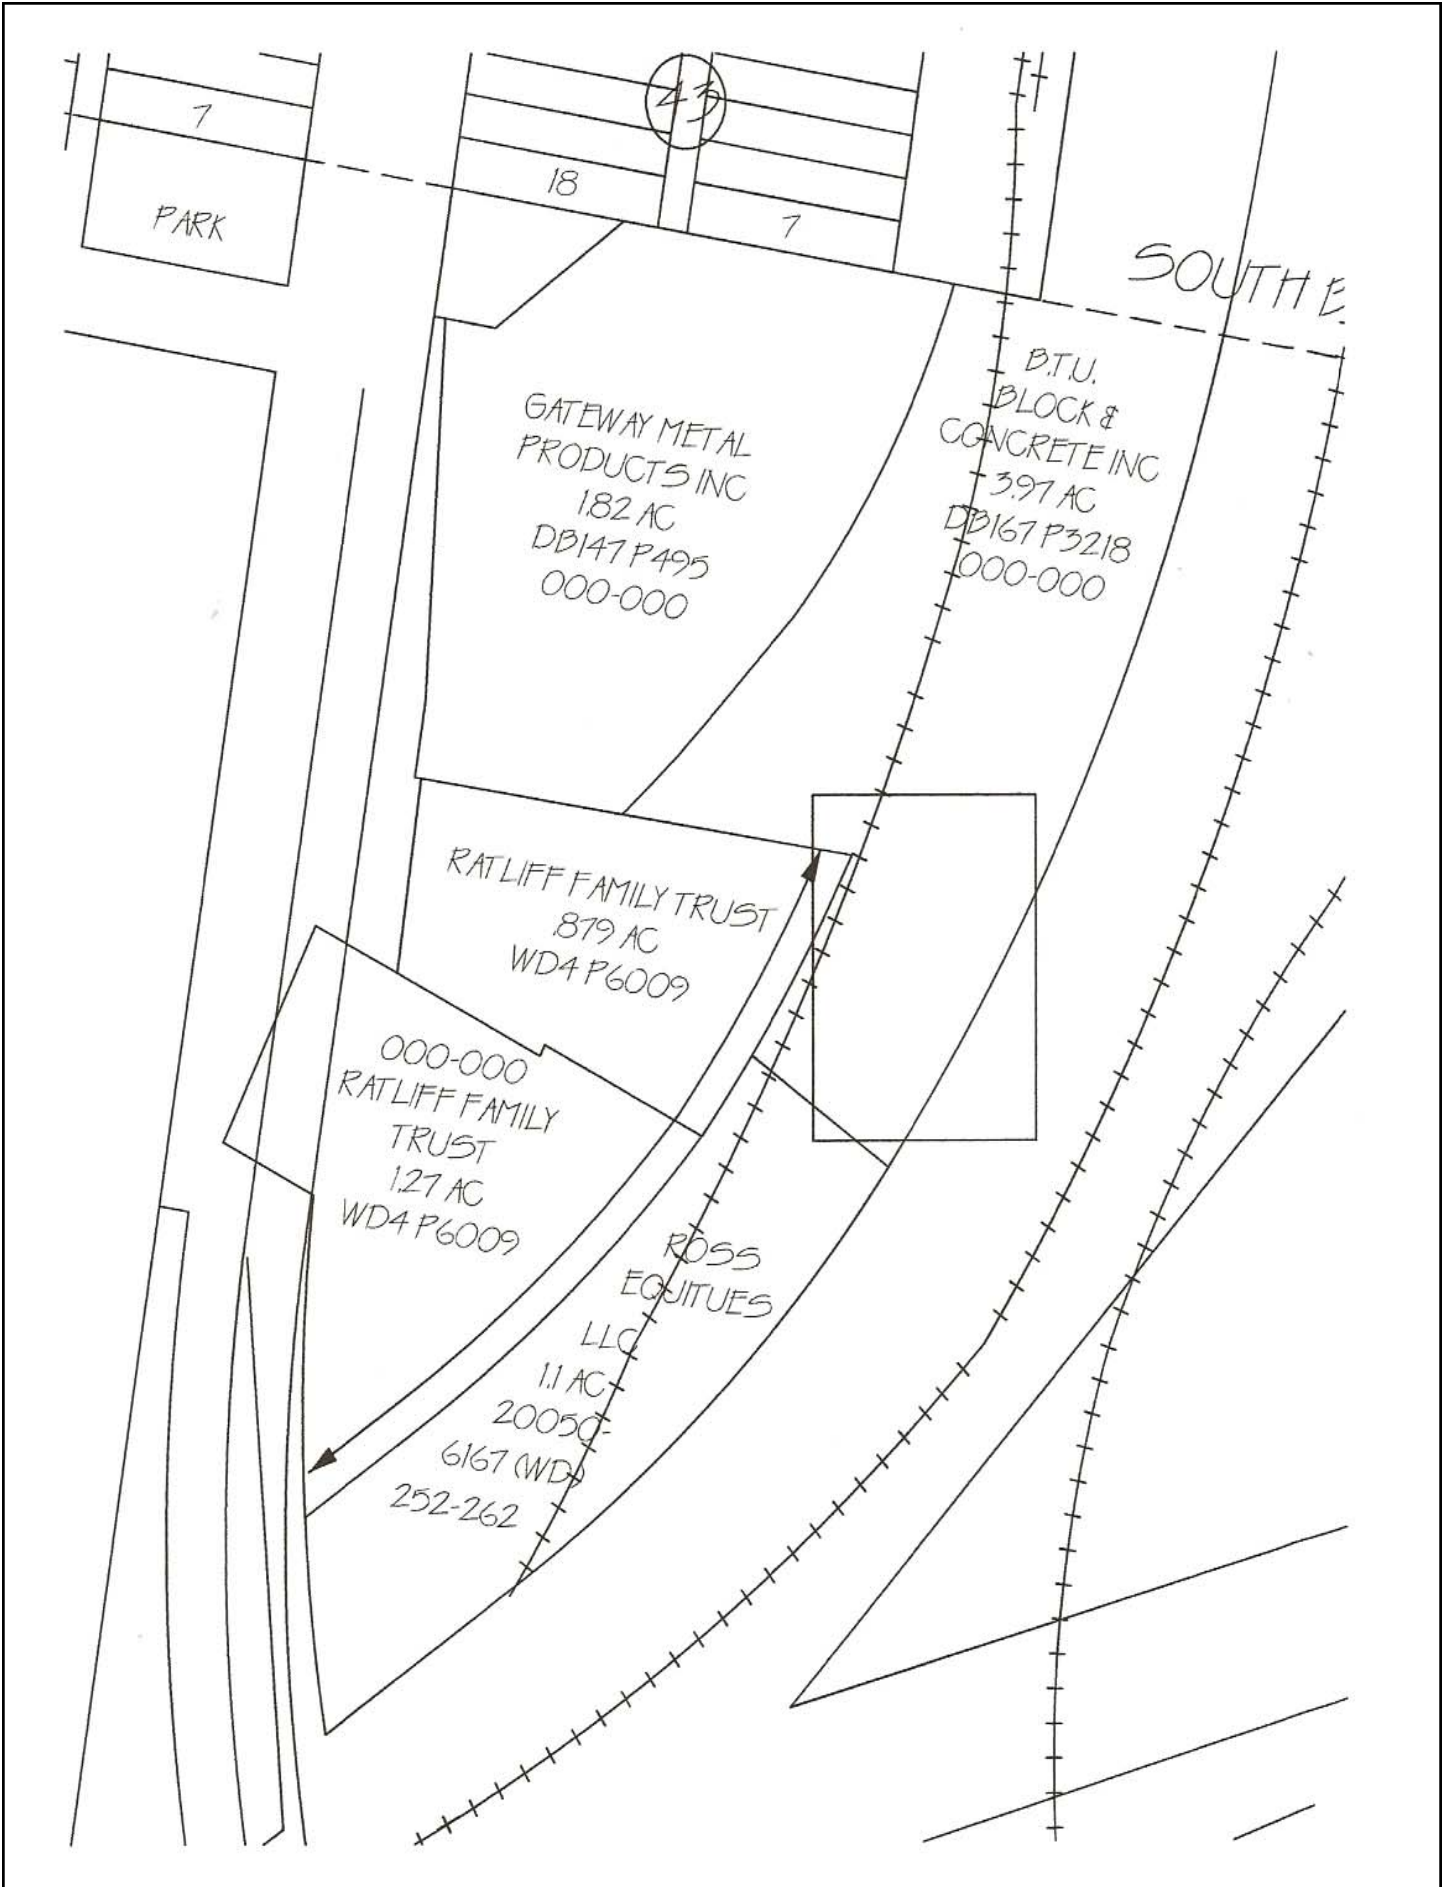 7
23
18
7
PARK
SOUTH
GATEWAY METAL
PRODUCTS INC
1.82 AC
DB147 P495
000-000
B.T.U.
BLOCK &
CONCRETE INC
3.97 AC
DB167 P3218
000-000
RATLIFF FAMILY TRUST
.879 AC
WD4 P6009
000-000
RATLIFF FAMILY
TRUST
1.27 AC
WD4 P6009
ROSS
EQUITUES
LLC
1.1 AC
20050-
6167 (WD)
252-262